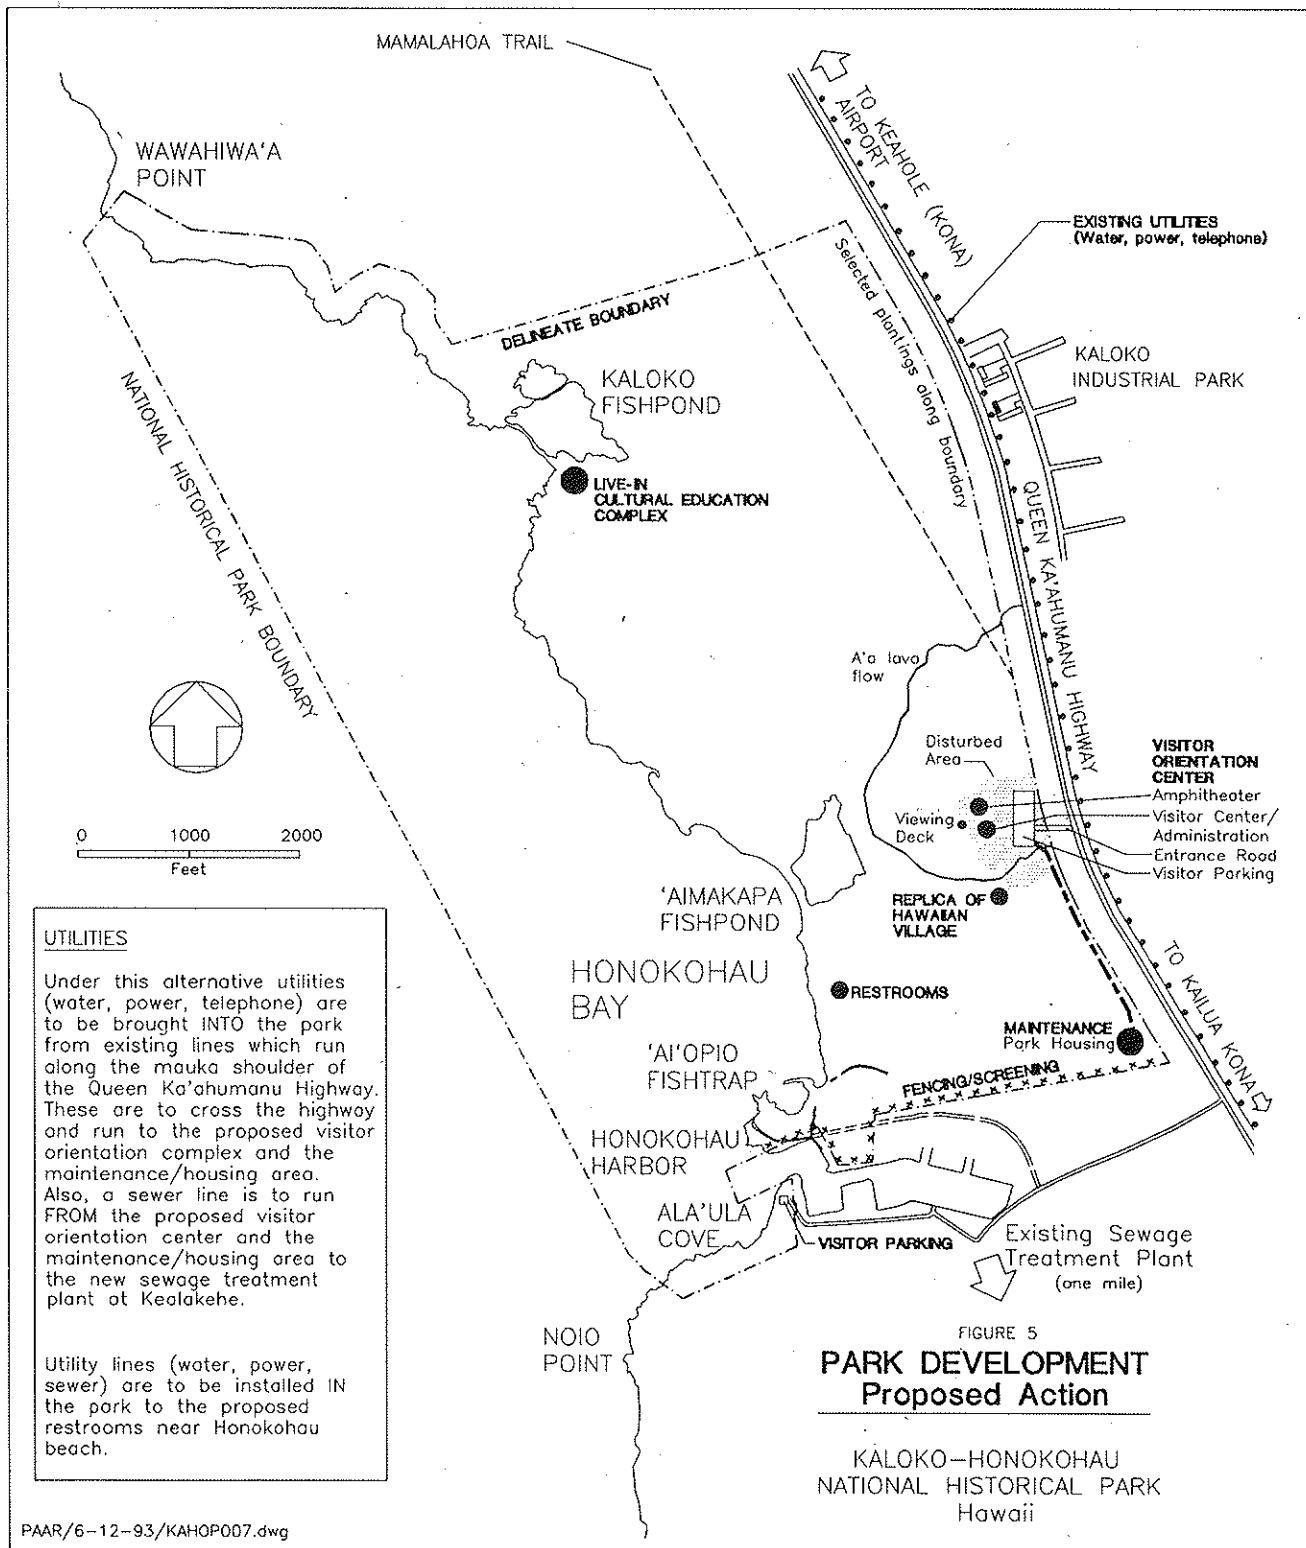 MAMALAHOA TRAIL
WAWAHIWA'A
POINT
TO KEAHOLE (KONA)
AIRPORT
EXISTING UTILITIES
(Water, power, telephone)
Selected plantings along boundary
DELINEATE BOUNDARY
KALOKO
INDUSTRIAL PARK
KALOKO
FISHPOND
NATIONAL HISTORICAL PARK BOUNDARY
LIVE-IN
CULTURAL EDUCATION
COMPLEX
QUEEN KA'AHUMANU HIGHWAY
A'a lava
flow
Disturbed
Area
VISITOR
ORIENTATION
CENTER
Amphitheater
Visitor Center/
Administration
Entrance Road
Visitor Parking
Viewing
Deck
0 1000 2000
Feet
'AIMAKAPA
FISHPOND
REPLICA OF
HAWAIIAN
VILLAGE
HONOKOHAU
BAY
RESTROOMS
TO KAILUA KONA
MAINTENANCE
Park Housing
'AI'OPIO
FISHTRAP
FENCING/SCREENING
HONOKOHAU
HARBOR
ALA'ULA
COVE
VISITOR PARKING
Existing Sewage
Treatment Plant
(one mile)
NOIO
POINT
UTILITIES
Under this alternative utilities
(water, power, telephone) are
to be brought INTO the park
from existing lines which run
along the mauka shoulder of
the Queen Ka'ahumanu Highway.
These are to cross the highway
and run to the proposed visitor
orientation complex and the
maintenance/housing area.
Also, a sewer line is to run
FROM the proposed visitor
orientation center and the
maintenance/housing area to
the new sewage treatment
plant at Kealakehe.
Utility lines (water, power,
sewer) are to be installed IN
the park to the proposed
restrooms near Honokohau
beach.
FIGURE 5
PARK DEVELOPMENT
Proposed Action
KALOKO-HONOKOHAU
NATIONAL HISTORICAL PARK
Hawaii
PAAR/6-12-93/KAHOP007.dwg